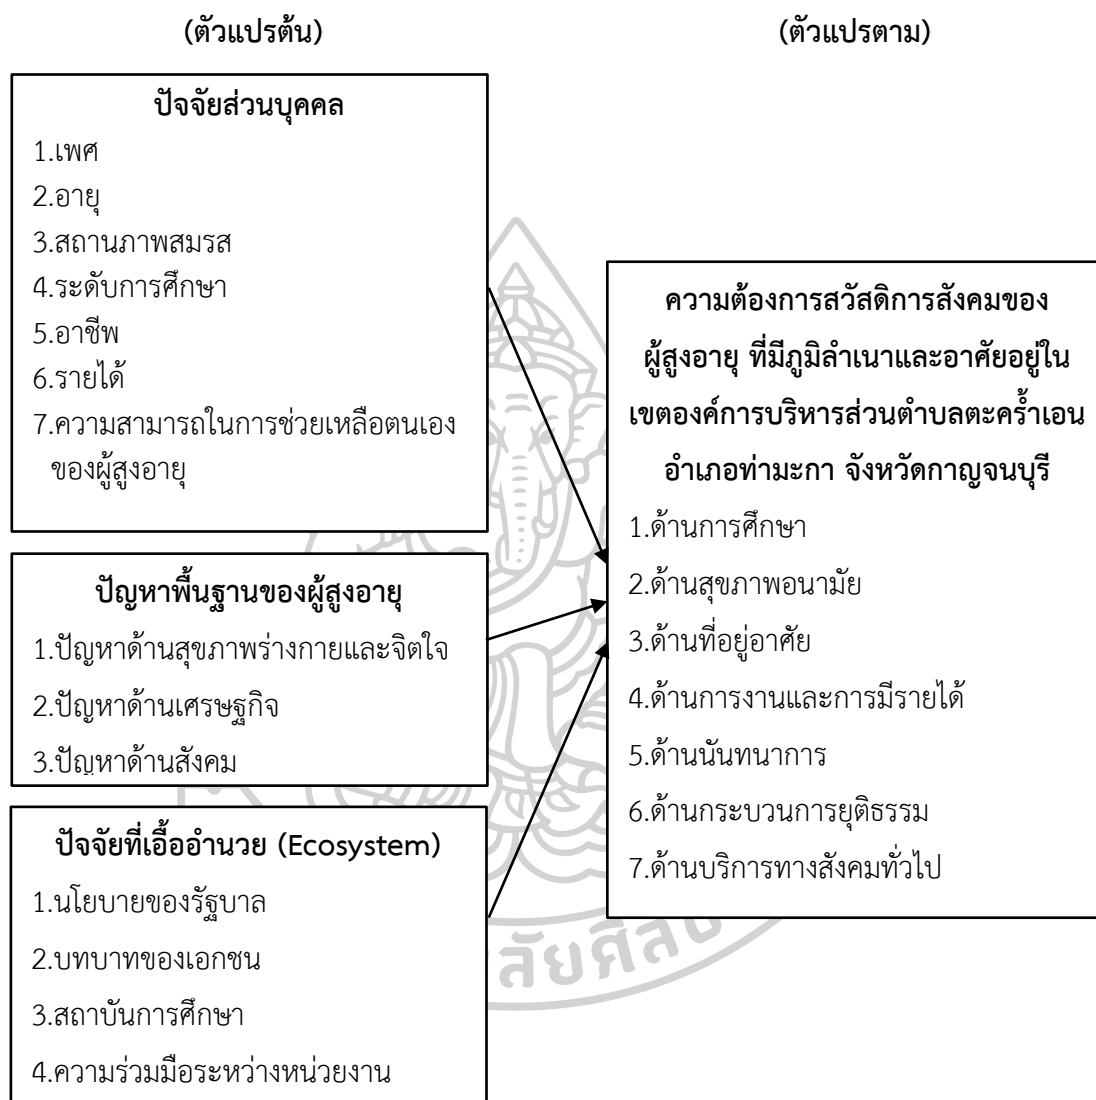 (ตัวแปรต้น)
(ตัวแปรตาม)
ปัจจัยส่วนบุคคล
1.เพศ
2.อายุ
3.สถานภาพสมรส
4.ระดับการศึกษา
5.อาชีพ
6.รายได้
7.ความสามารถในการช่วยเหลือตนเอง
ของผู้สูงอายุ
ปัญหาพื้นฐานของผู้สูงอายุ
1.ปัญหาด้านสุขภาพร่างกายและจิตใจ
2.ปัญหาด้านเศรษฐกิจ
3.ปัญหาด้านสังคม
ปัจจัยที่เอื้ออำนวย (Ecosystem)
1.นโยบายของรัฐบาล
2.บทบาทของเอกชน
3.สถาบันการศึกษา
4.ความร่วมมือระหว่างหน่วยงาน
ความต้องการสวัสดิการสังคมของ
ผู้สูงอายุ ที่มีภูมิลำเนาและอาศัยอยู่ใน
เขตองค์การบริหารส่วนตำบลตะคร้ำเอน
อำเภอท่ามะกา จังหวัดกาญจนบุรี
1.ด้านการศึกษา
2.ด้านสุขภาพอนามัย
3.ด้านที่อยู่อาศัย
4.ด้านการงานและการมีรายได้
5.ด้านนันทนาการ
6.ด้านกระบวนการยุติธรรม
7.ด้านบริการทางสังคมทั่วไป